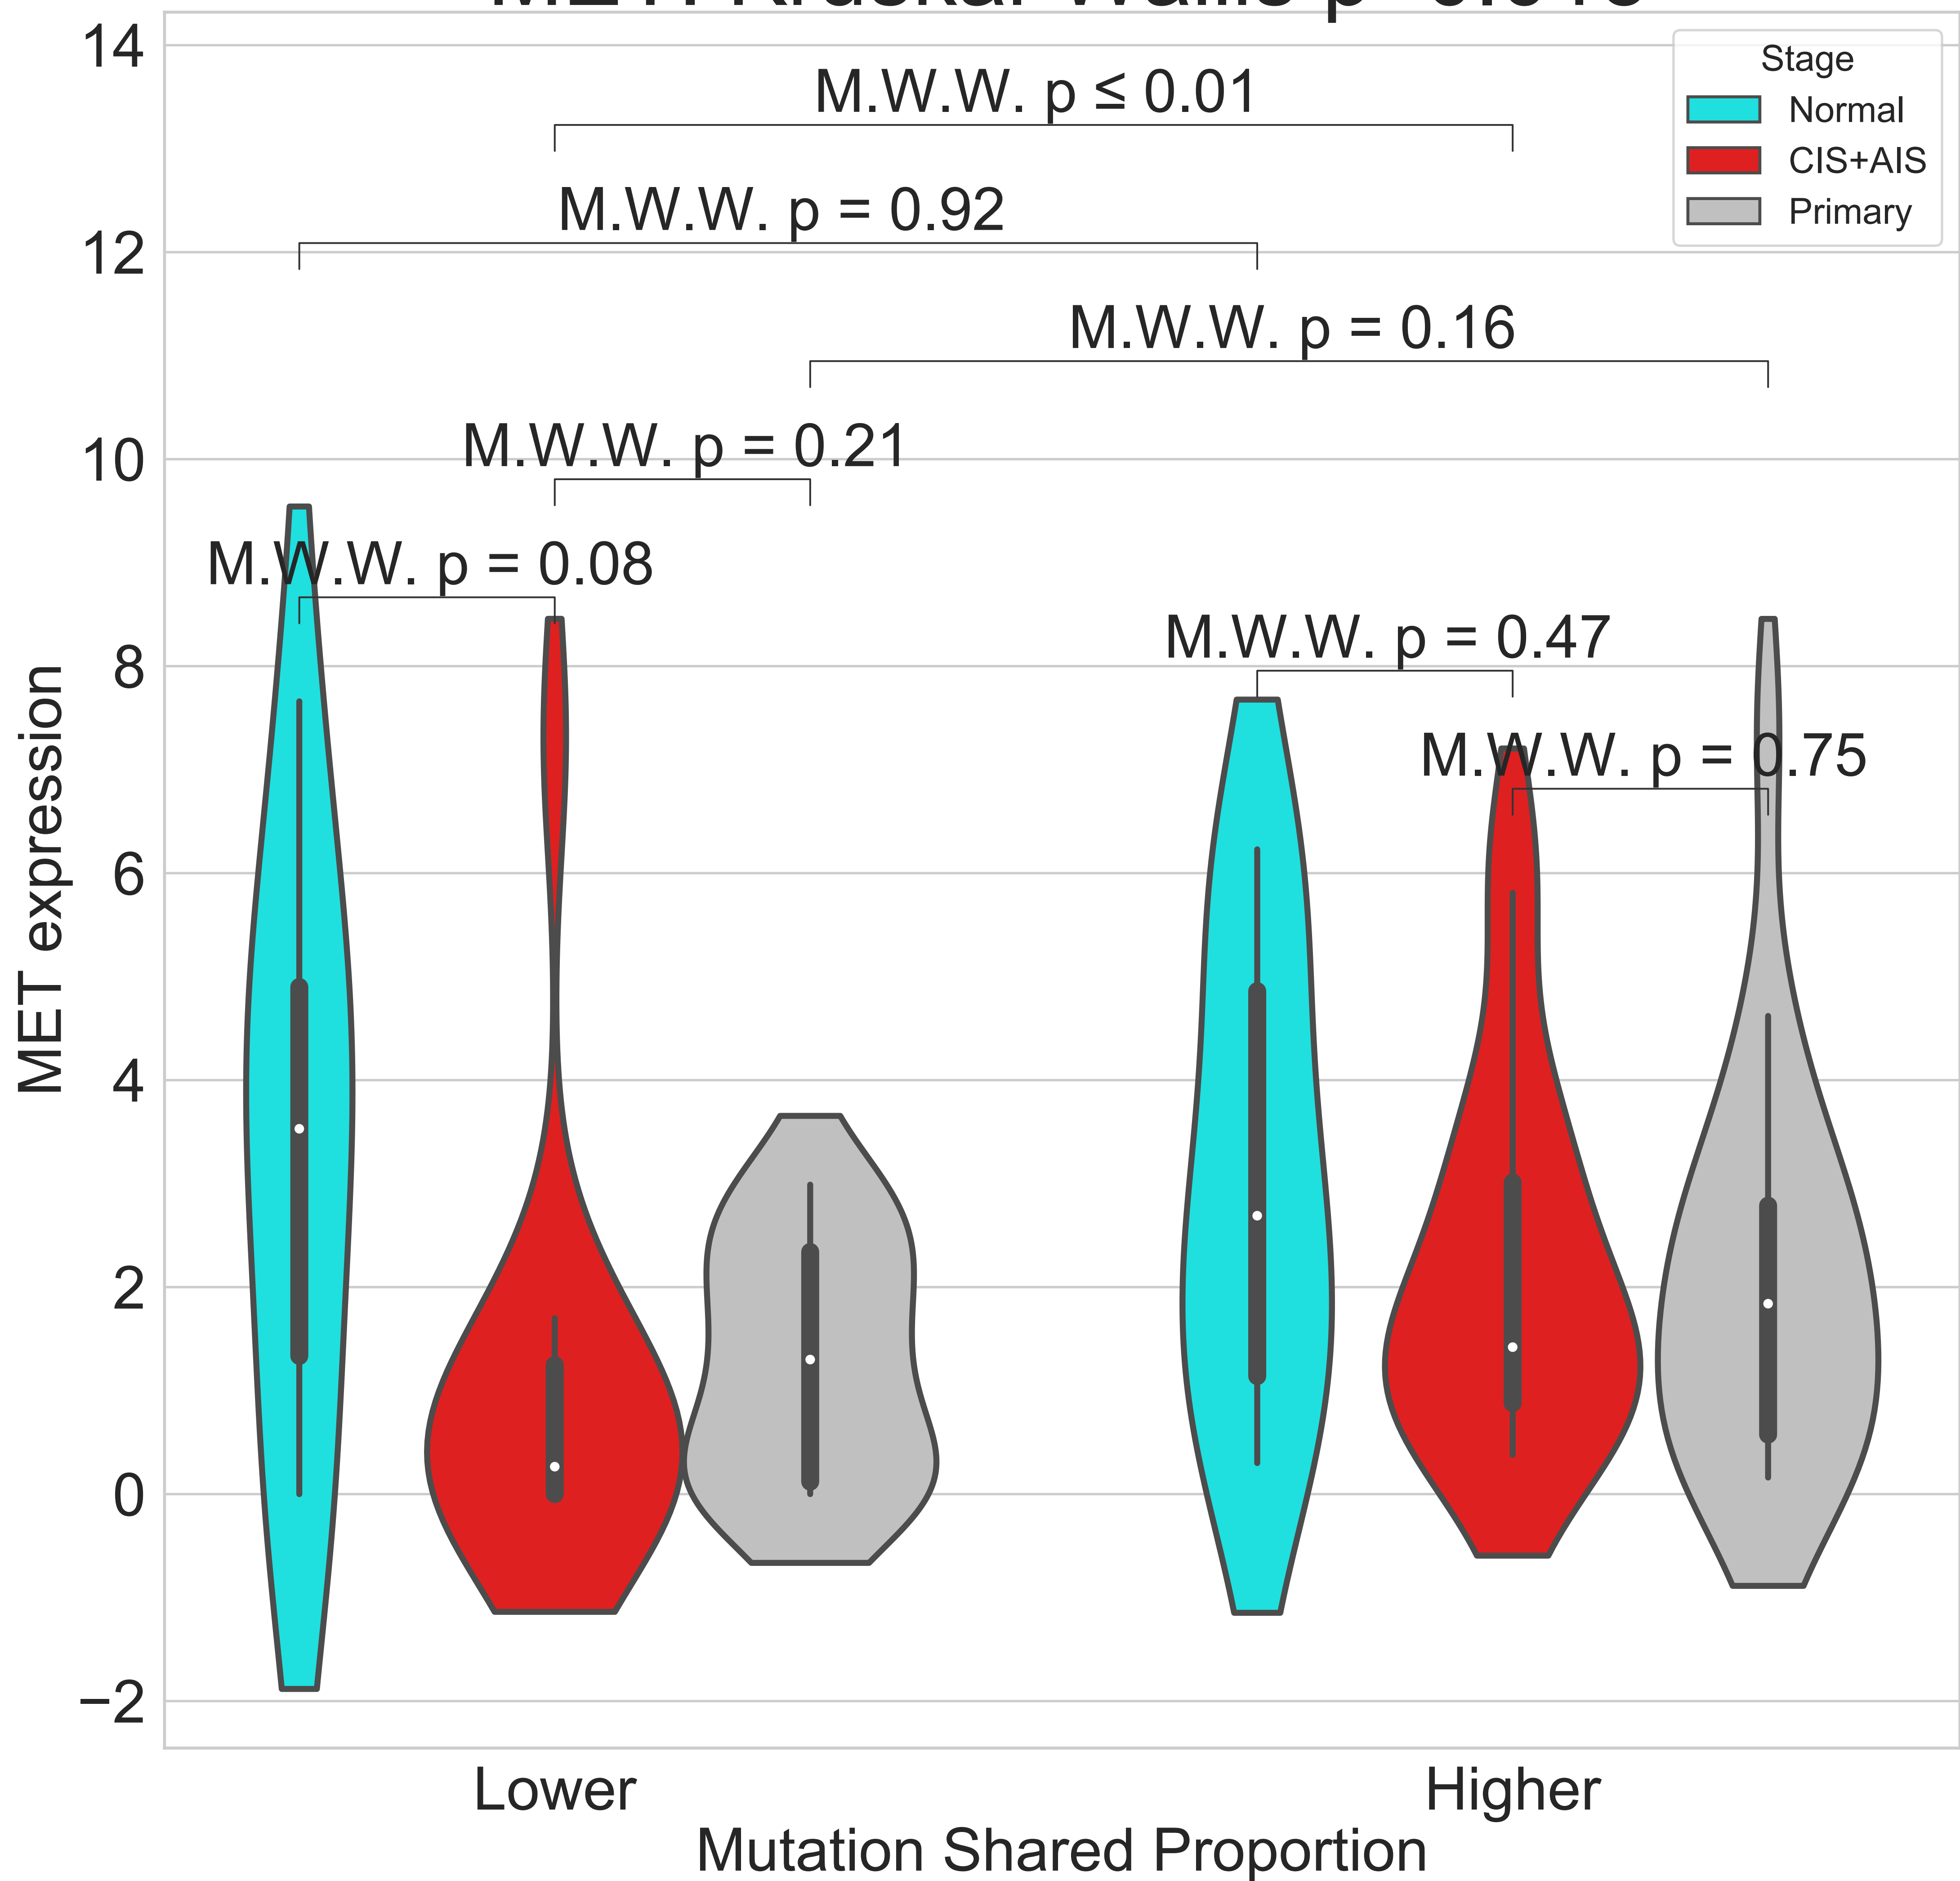 14
M.W.W. p ≤ 0.01
Stage
Normal
CIS+AIS
Primary
M.W.W. p = 0.92
12
M.W.W. p = 0.16
M.W.W. p = 0.21
10
M.W.W. p = 0.08
M.W.W. p = 0.47
8
M.W.W. p = 0.75
MET expression
6
4
2
0
−2
Lower
Higher
Mutation Shared Proportion